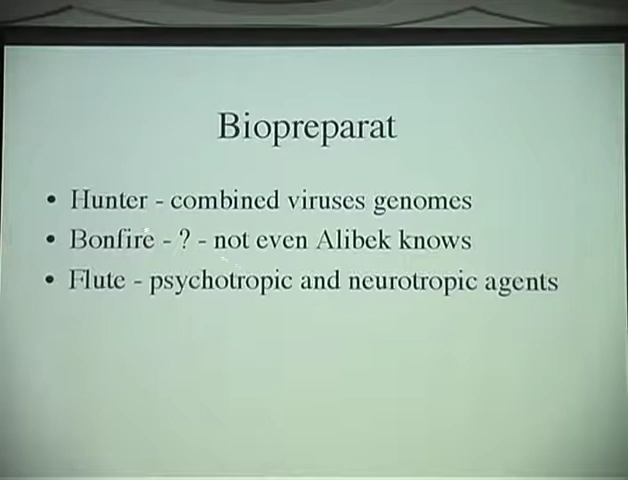 Biopreparat
• Hunter - combined viruses genomes
• Bonfire - ? - not even Alibek knows
• Flute - psychotropic and neurotropic agents